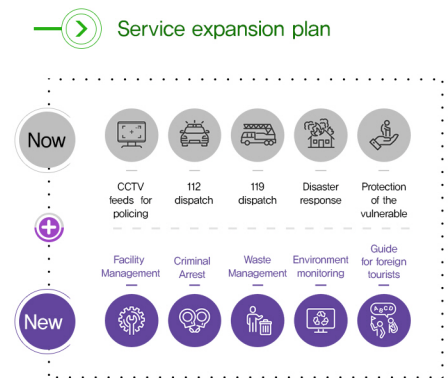 Service expansion plan
Now
CCTV
feeds for
policing
112
dispatch
119
dispatch
Disaster
response
Protection
of the
vulnerable
Facility
Management
Criminal
Arrest
Waste
Management
Environment
monitoring
Guide
for foreign
tourists
New
ABCD